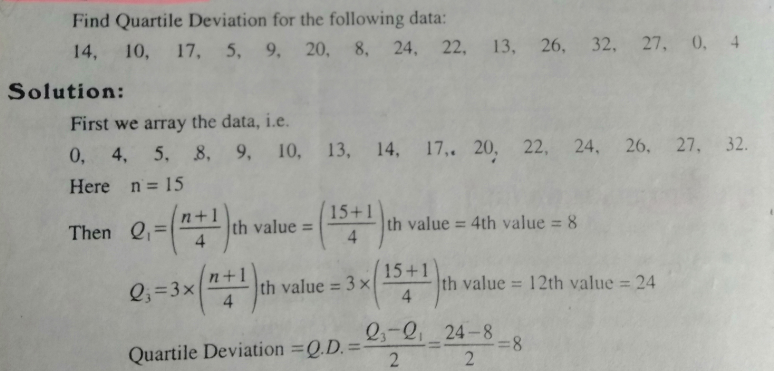 Find Quartile Deviation for the following data:
14, 10, 17, 5, 9, 20, 8, 24, 22, 13, 26, 32, 27, 0, 4
Solution:
First we array the data, i.e.
0, 4, 5, 8, 9, 10, 13, 14, 17,. 20, 22, 24, 26, 27, 32.
Here n = 15
Then Q₁=((n+1)/4)th value = ((15+1)/4)th value = 4th value = 8
Q₃=3×((n+1)/4)th value = 3×((15+1)/4)th value = 12th value = 24
Quartile Deviation =Q.D.=(Q₃−Q₁)/2=(24−8)/2=8